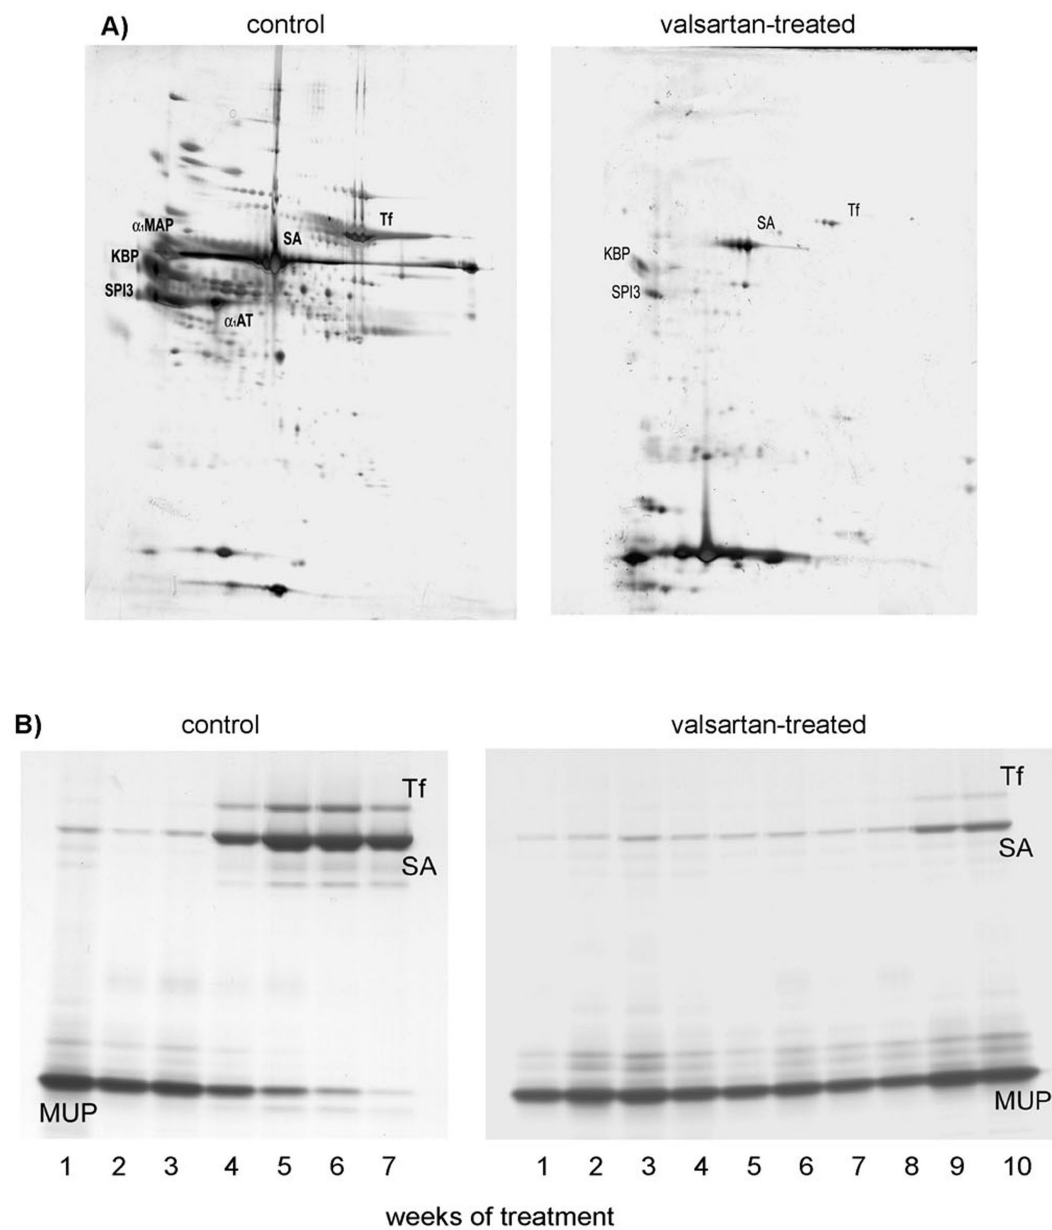 A) control valsartan-treated
Tf
α₁MAP
SA
KBP
SPI3
α₁AT
Tf
SA
KBP
SPI3
B) control valsartan-treated
Tf
SA
MUP
Tf
SA
MUP
1 2 3 4 5 6 7 1 2 3 4 5 6 7 8 9 10
weeks of treatment